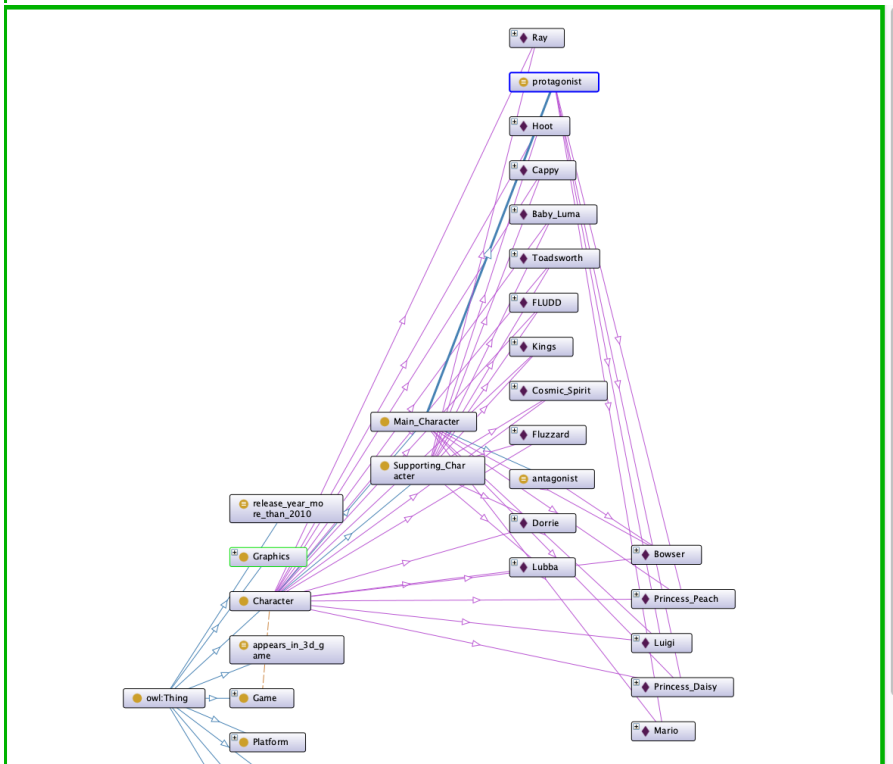 Ray
protagonist
Hoot
Cappy
Baby_Luma
Toadsworth
FLUDD
Kings
Cosmic_Spirit
Main_Character
Fluzzard
Supporting_Char
acter
antagonist
release_year_mo
re_than_2010
Dorrie
Graphics
Bowser
Lubba
Character
Princess_Peach
appears_in_3d_g
ame
Luigi
Princess_Daisy
owl:Thing
Game
Mario
Platform